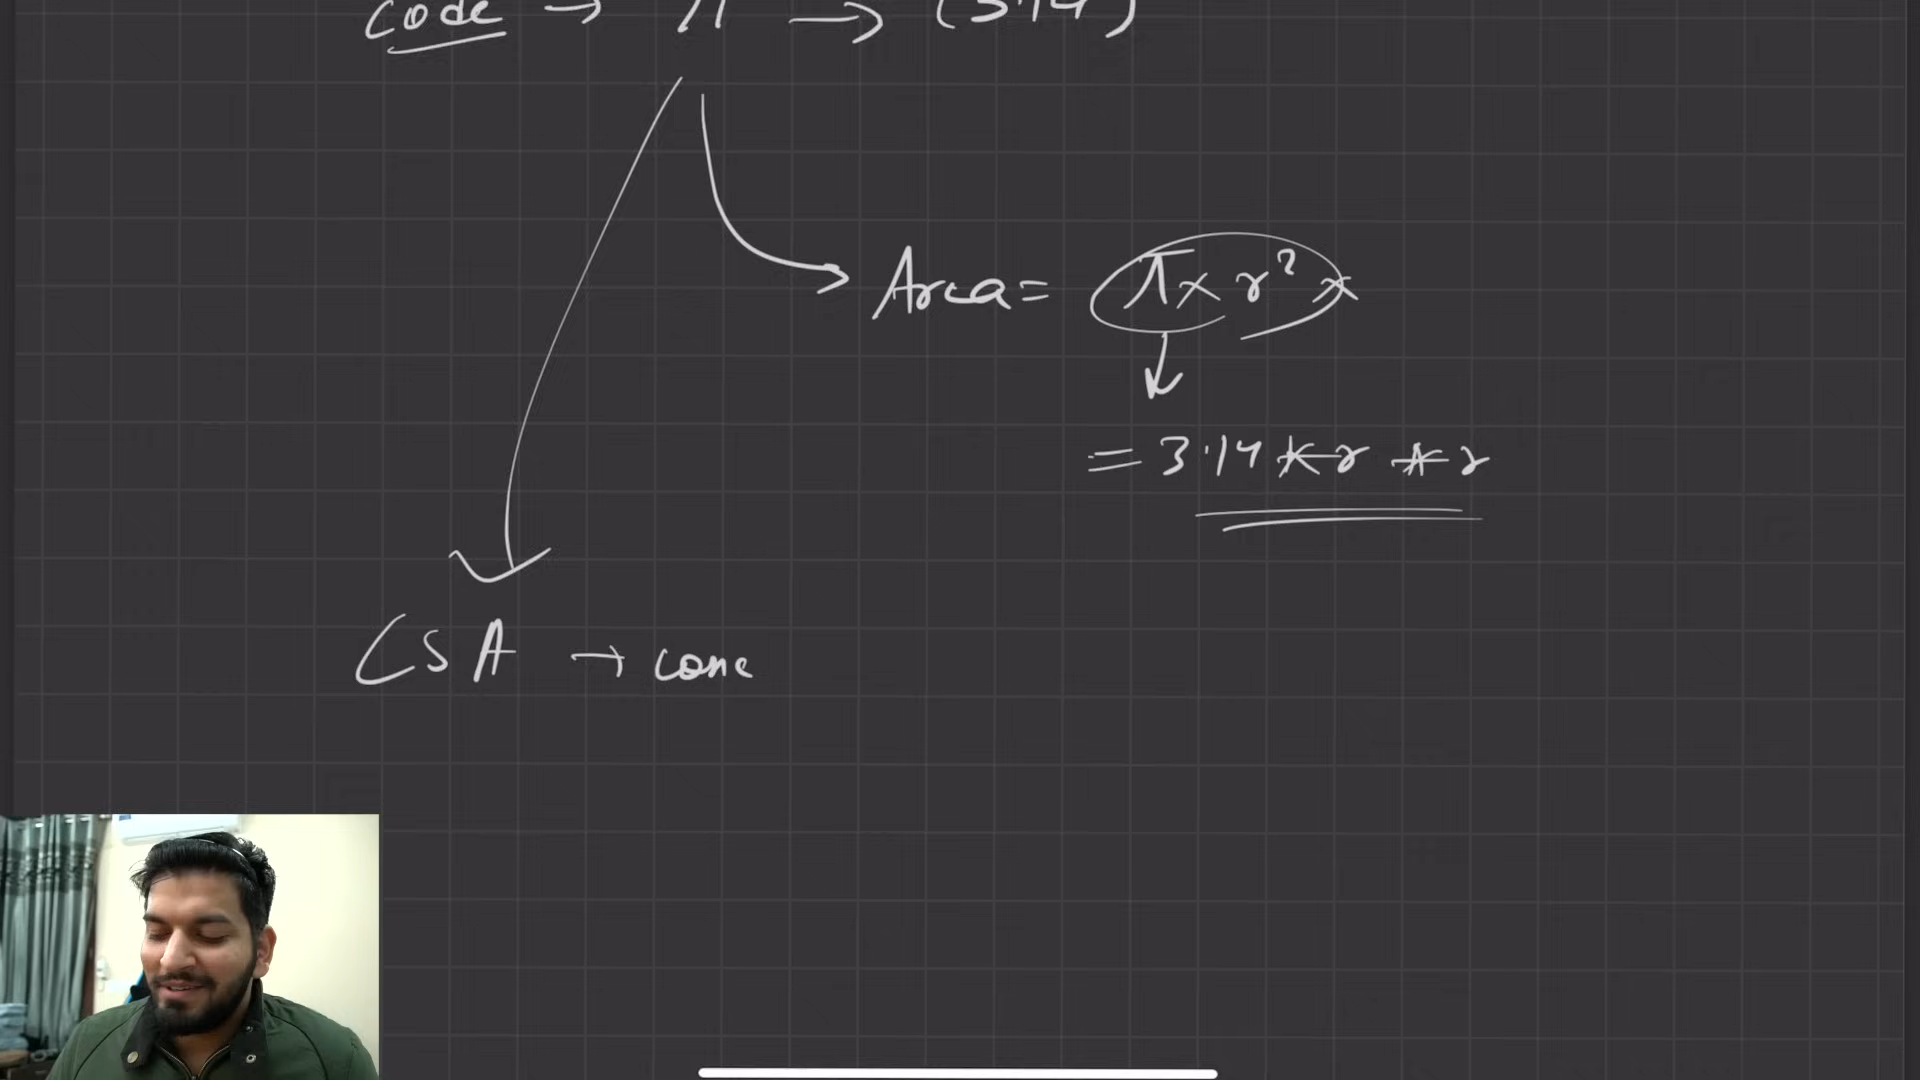 Code → π → (3.14)
Area = π x r² x
= 3.14 * r * r
CSA → cone